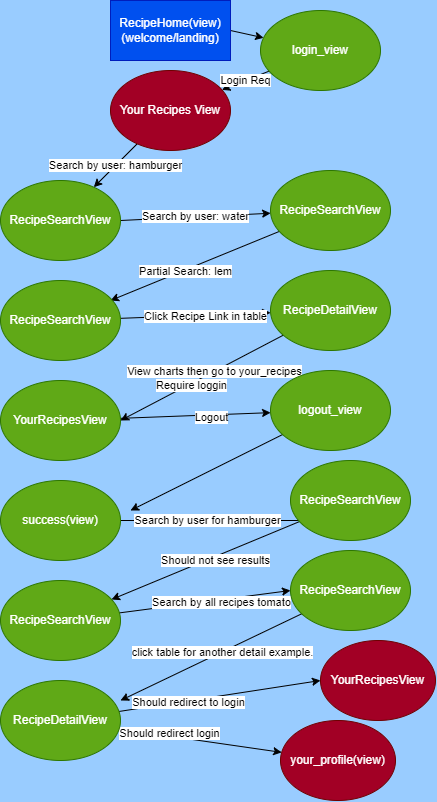 RecipeHome(view)
(welcome/landing)
login_view
Login Req
Your Recipes View
Search by user: hamburger
RecipeSearchView
Search by user: water
RecipeSearchView
Partial Search: lem
RecipeSearchView
Click Recipe Link in table
RecipeDetailView
View charts then go to your_recipes
Require loggin
YourRecipesView
Logout
logout_view
success(view)
Search by user for hamburger
RecipeSearchView
Should not see results
RecipeSearchView
Search by all recipes tomato
RecipeSearchView
click table for another detail example.
RecipeDetailView
Should redirect to login
YourRecipesView
Should redirect login
your_profile(view)